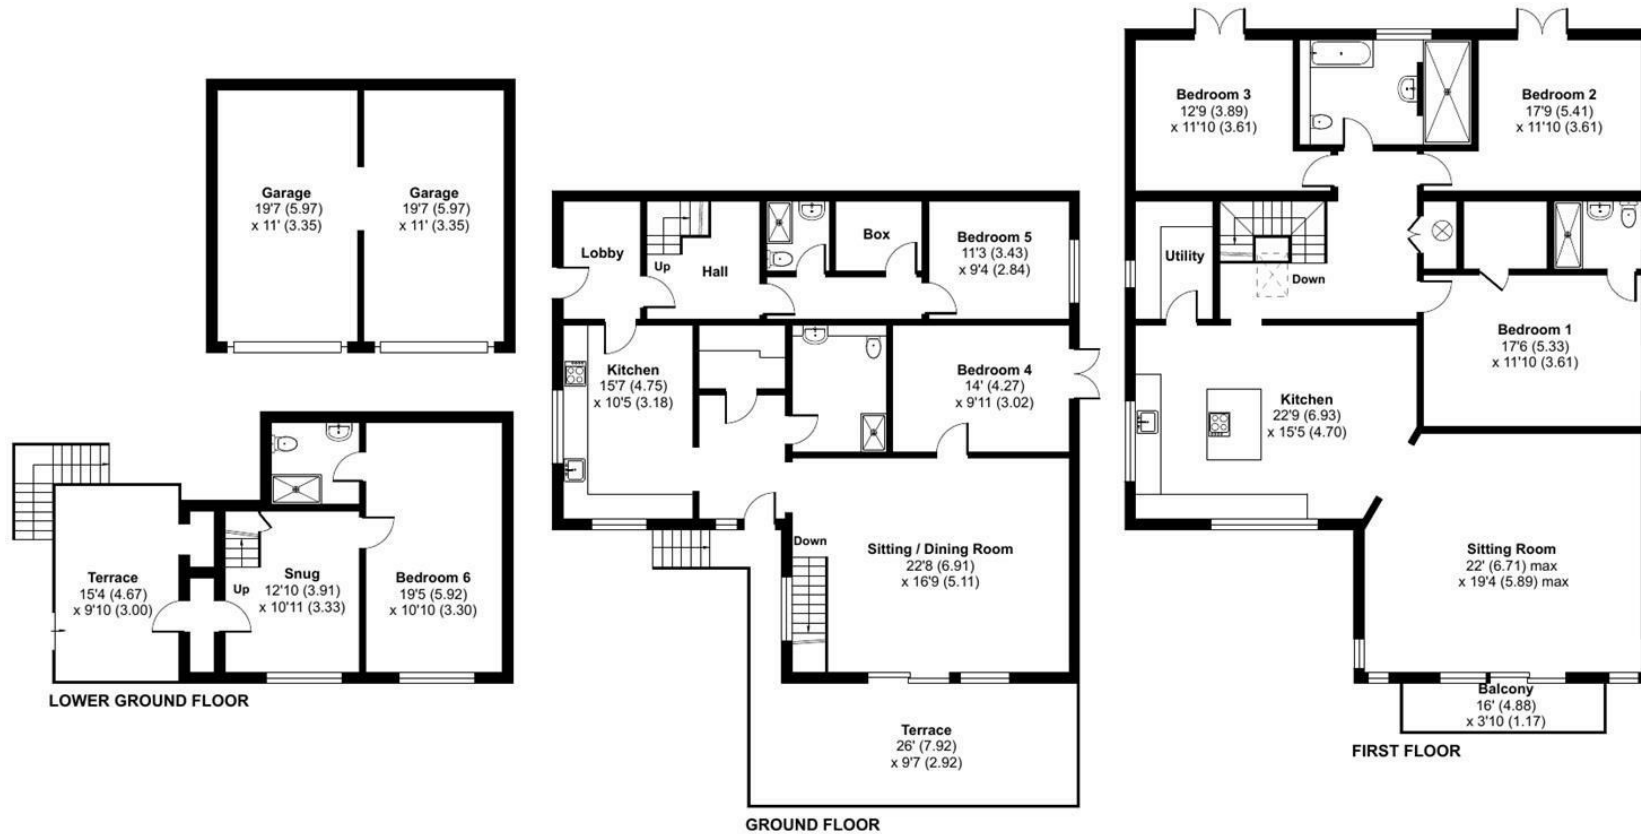 Garage
19'7 (5.97)
x 11' (3.35)
Garage
19'7 (5.97)
x 11' (3.35)
Terrace
15'4 (4.67)
x 9'10 (3.00)
Up
Snug
12'10 (3.91)
x 10'11 (3.33)
Bedroom 6
19'5 (5.92)
x 10'10 (3.30)
LOWER GROUND FLOOR
Lobby
Up
Hall
Box
Bedroom 5
11'3 (3.43)
x 9'4 (2.84)
Kitchen
15'7 (4.75)
x 10'5 (3.18)
Bedroom 4
14' (4.27)
x 9'11 (3.02)
Down
Sitting / Dining Room
22'8 (6.91)
x 16'9 (5.11)
Terrace
26' (7.92)
x 9'7 (2.92)
GROUND FLOOR
Bedroom 3
12'9 (3.89)
x 11'10 (3.61)
Bedroom 2
17'9 (5.41)
x 11'10 (3.61)
Utility
Down
Bedroom 1
17'6 (5.33)
x 11'10 (3.61)
Kitchen
22'9 (6.93)
x 15'5 (4.70)
Sitting Room
22' (6.71) max
x 19'4 (5.89) max
Balcony
16' (4.88)
x 3'10 (1.17)
FIRST FLOOR